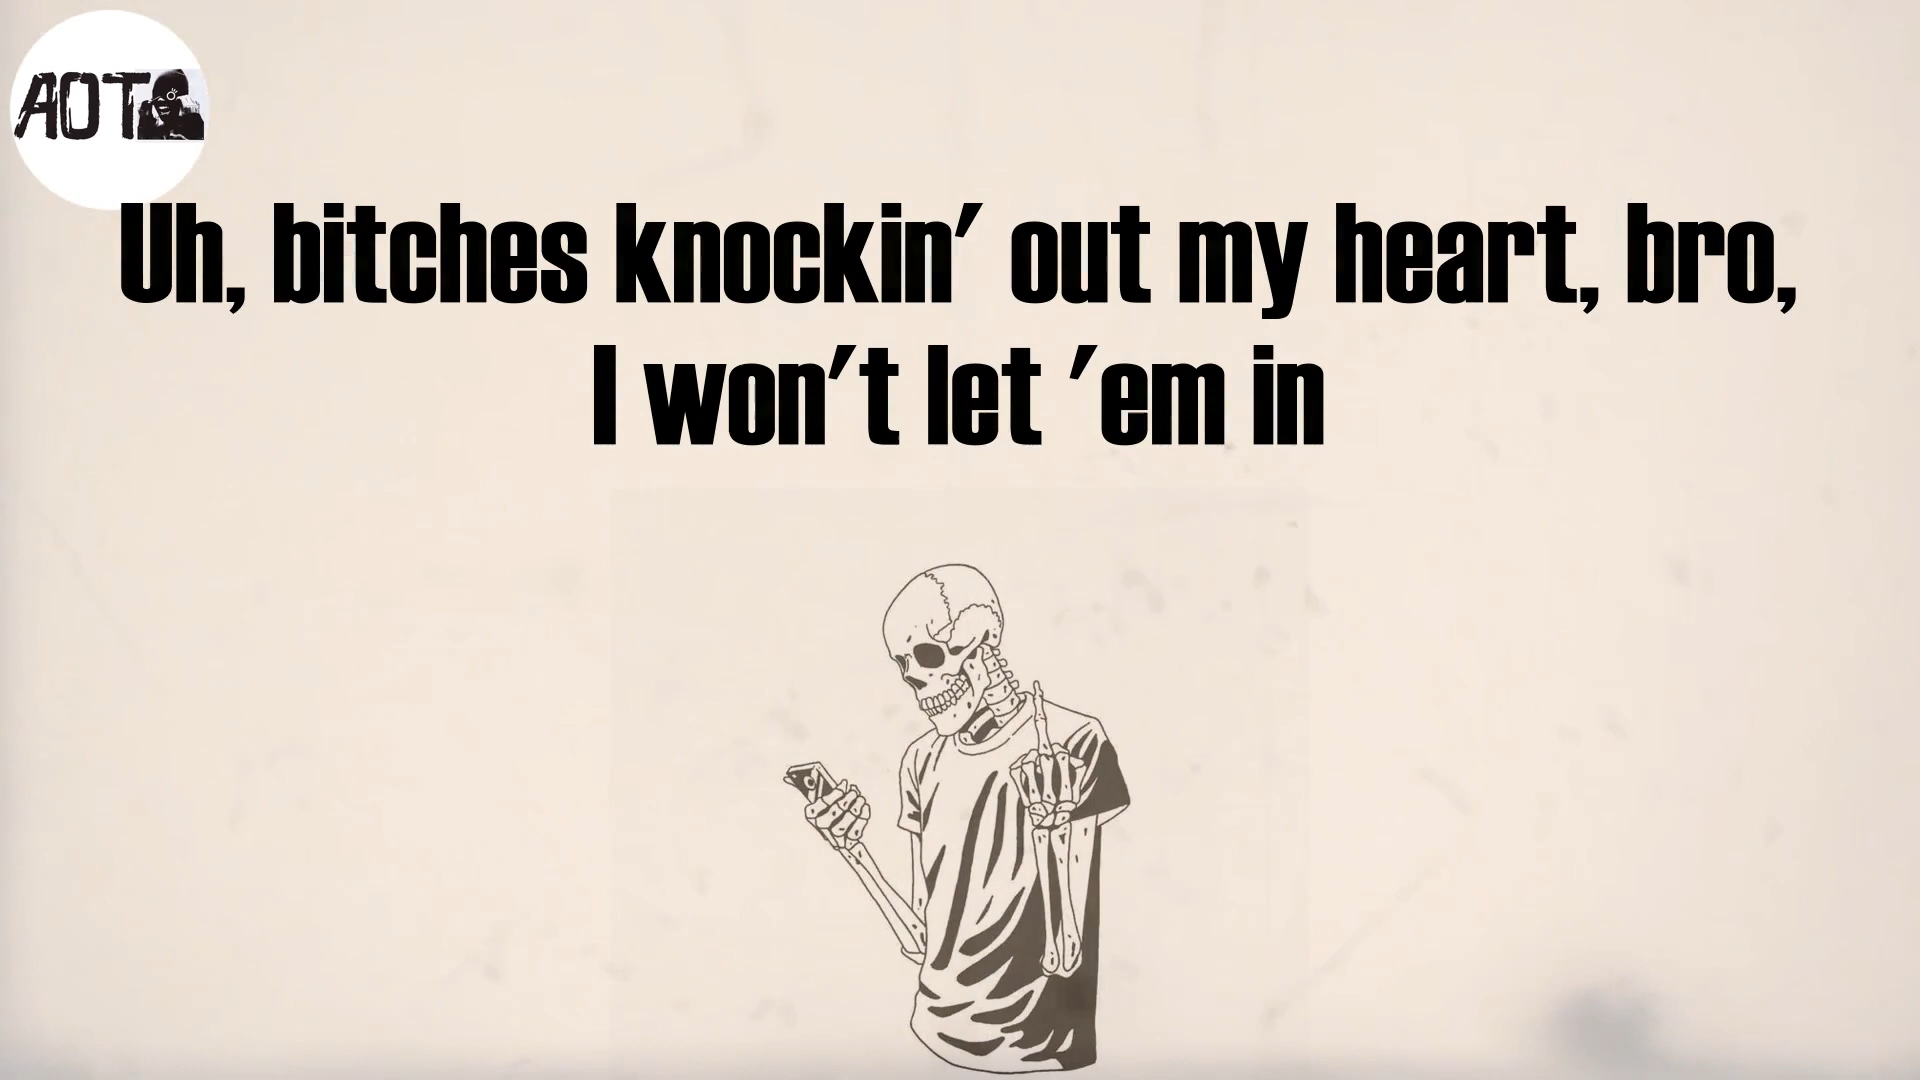 AOT
Uh, bitches knockin' out my heart, bro,
I won't let 'em in